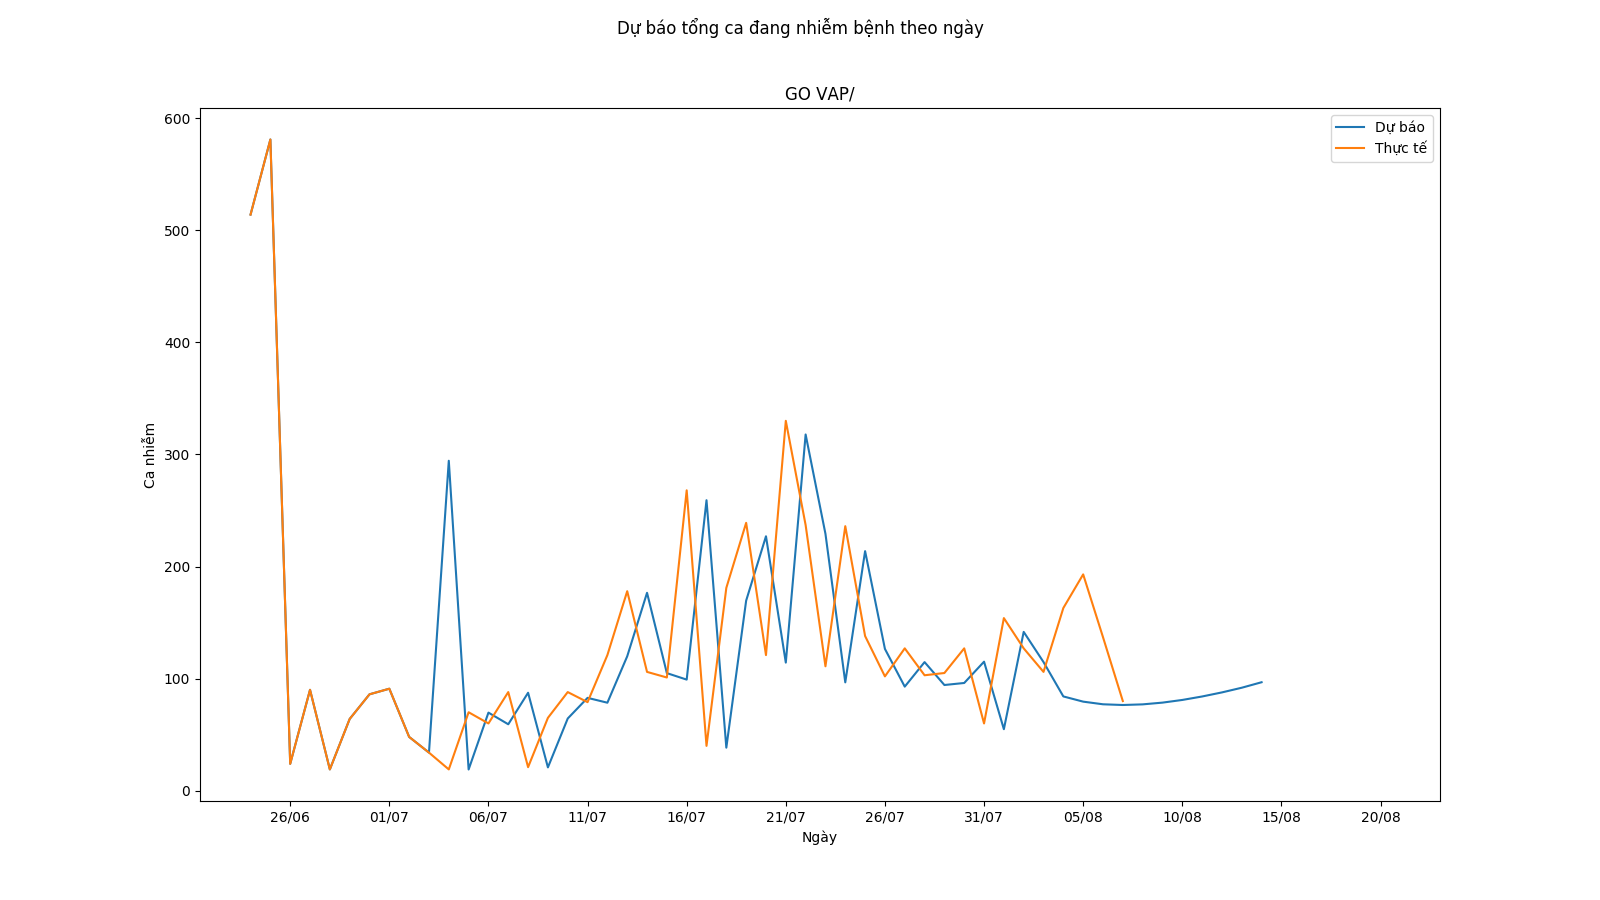 Dự báo tổng ca đang nhiễm bệnh theo ngày
GO VAP/
Dự báo
Thực tế
600
500
400
300
200
100
0
Ca nhiễm
26/06 01/07 06/07 11/07 16/07 21/07 26/07 31/07 05/08 10/08 15/08 20/08
Ngày